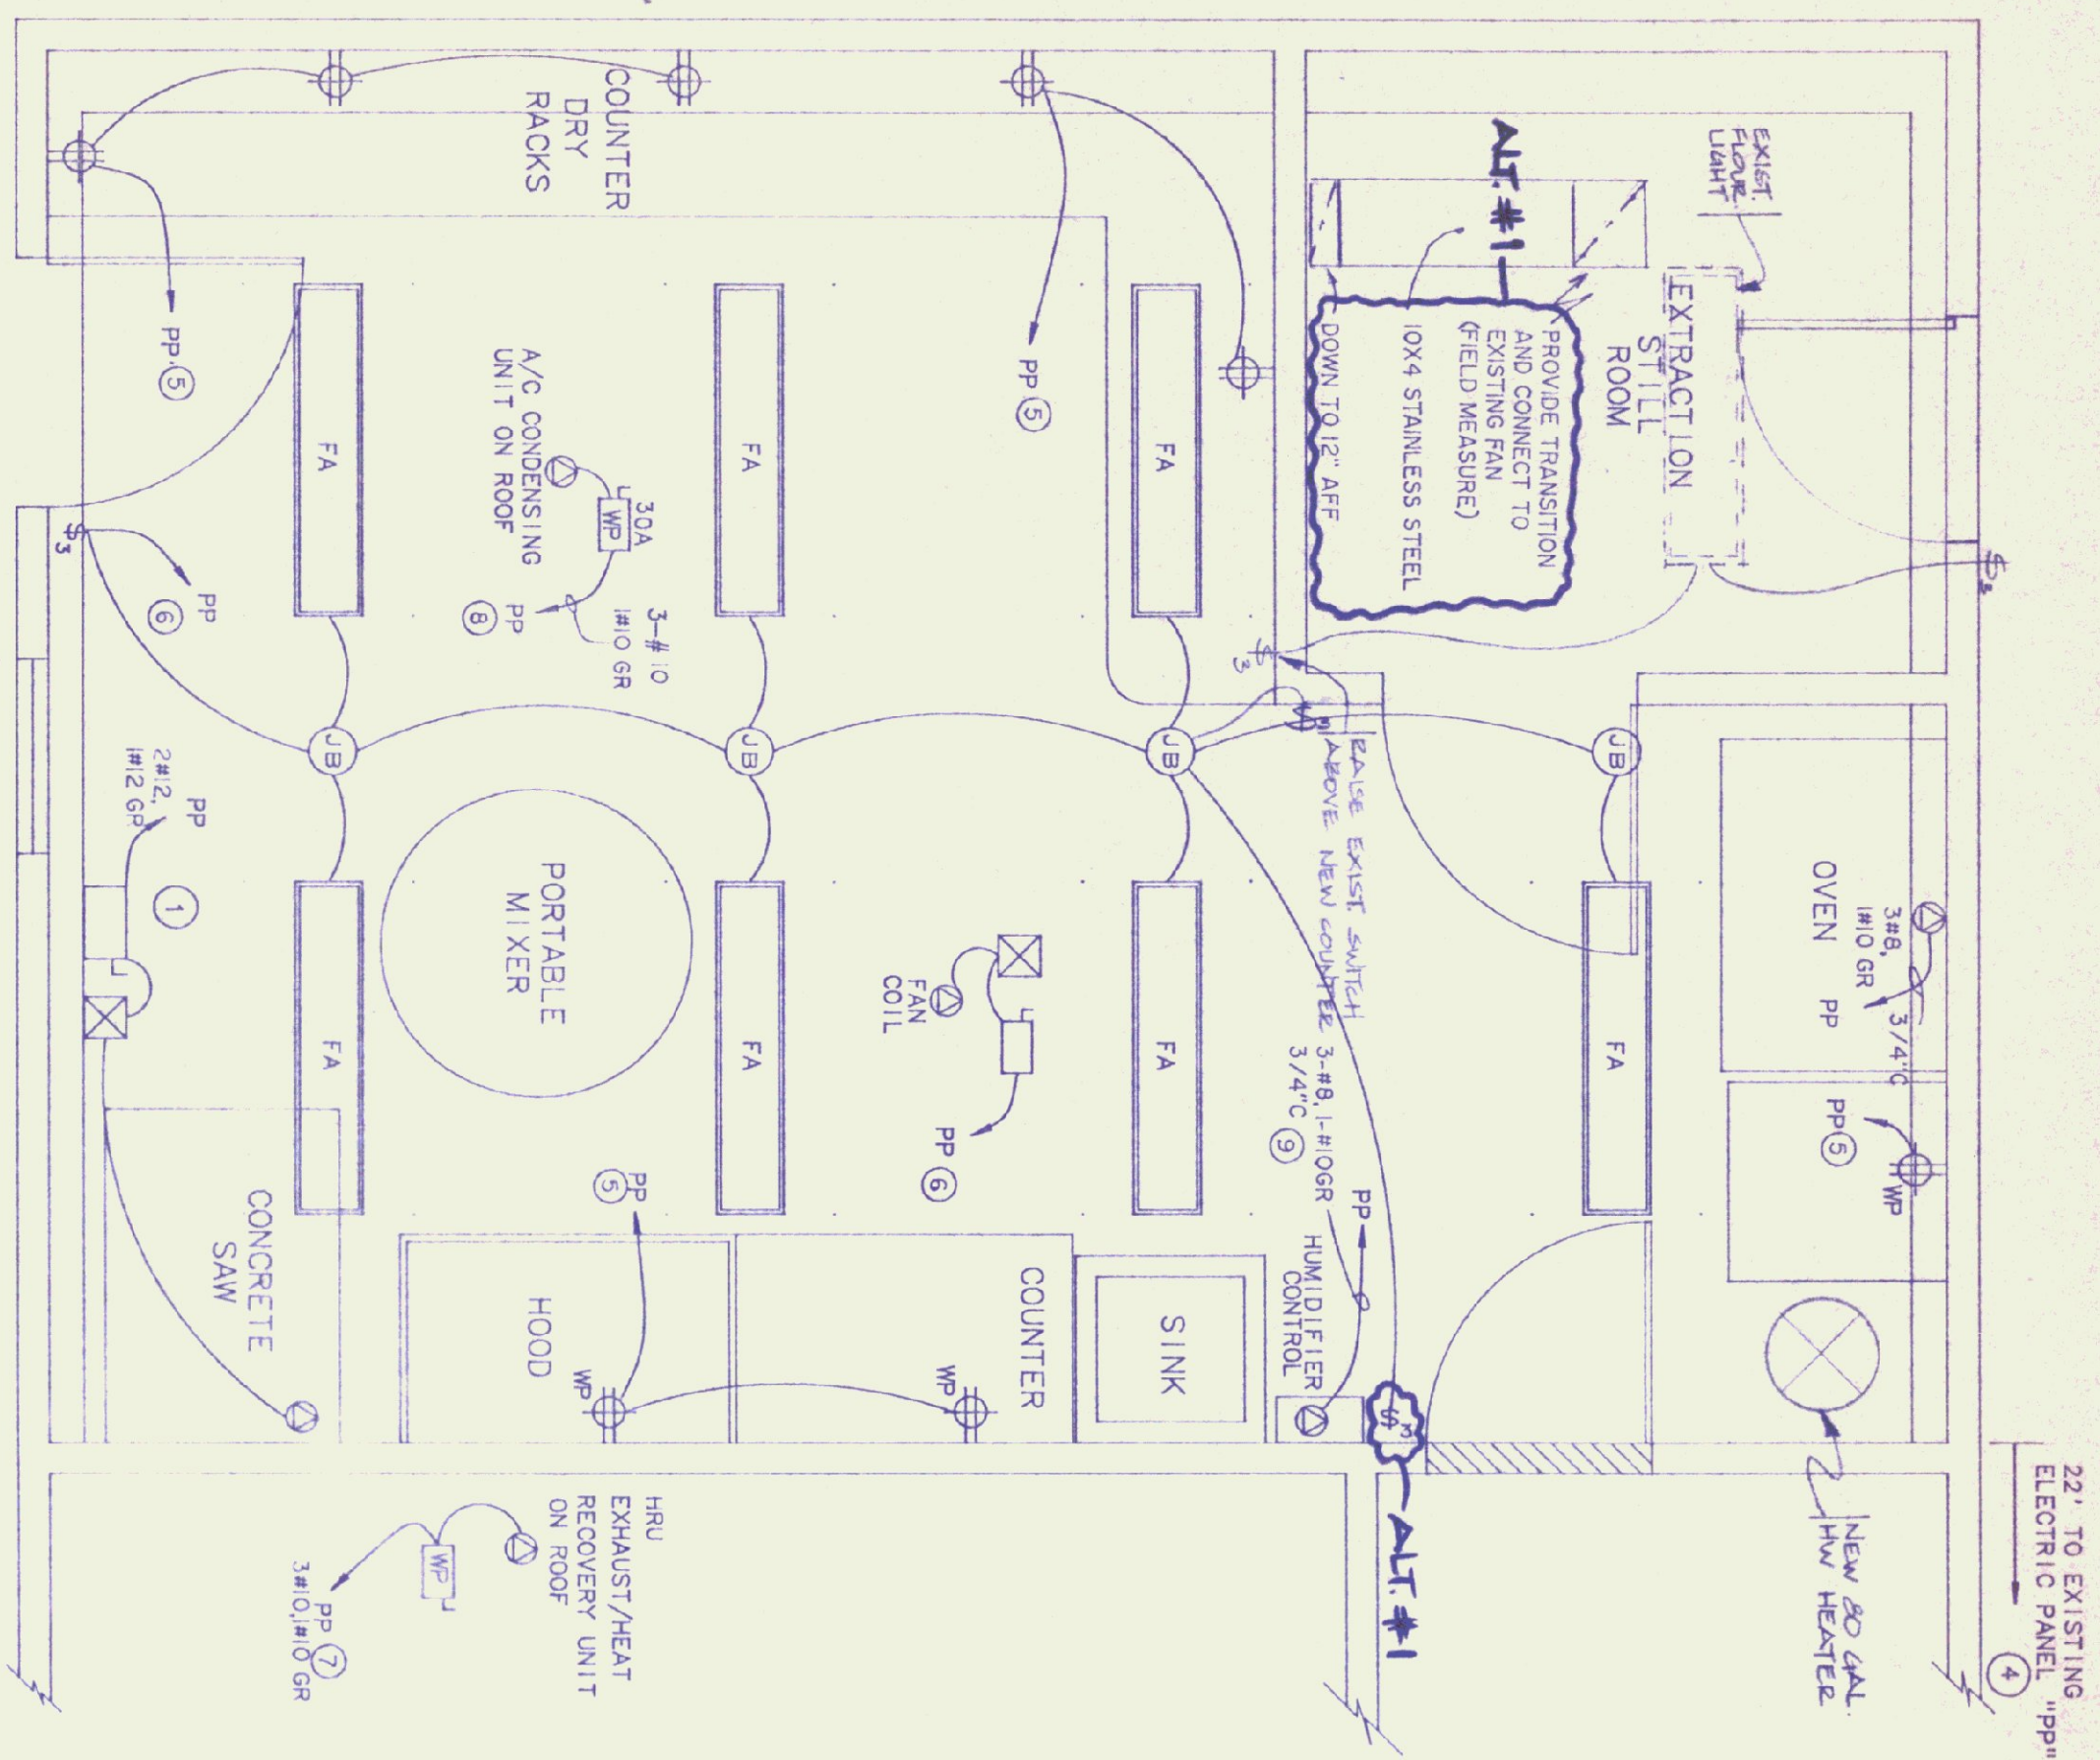 22' TO EXISTING
ELECTRIC PANEL "PP"
4
NEW 80 GAL.
HW HEATER
EXIST.
FLOUR.
LIGHT
EXTRACTION
STILL
ROOM
ALT. #1
PROVIDE TRANSITION
AND CONNECT TO
EXISTING FAN
(FIELD MEASURE)
10X4 STAINLESS STEEL
DOWN TO 12" AFF
$3
$3
$3
RAISE EXIST. SWITCH
ABOVE NEW COUNTER
OVEN
3#8,
1#10 GR
3/4"C
PP
PP 5
WP
JB
FA
3-#8, 1-#10GR
3/4"C 9
PP
HUMIDIFIER
CONTROL
$3
ALT. #1
FA
JB
FA
SINK
PP 5
COUNTER
DRY
RACKS
FAN
COIL
PP 6
COUNTER
WP
FA
JB
FA
30A
WP
3-#10
1#10 GR
A/C CONDENSING
UNIT ON ROOF
PP
8
PORTABLE
MIXER
PP
5
HOOD
WP
HRU
EXHAUST/HEAT
RECOVERY UNIT
ON ROOF
WP
PP 7
3#10,1#10 GR
FA
JB
FA
CONCRETE
SAW
PP 5
PP
6
$3
PP
2#12,
1#12 GR
1